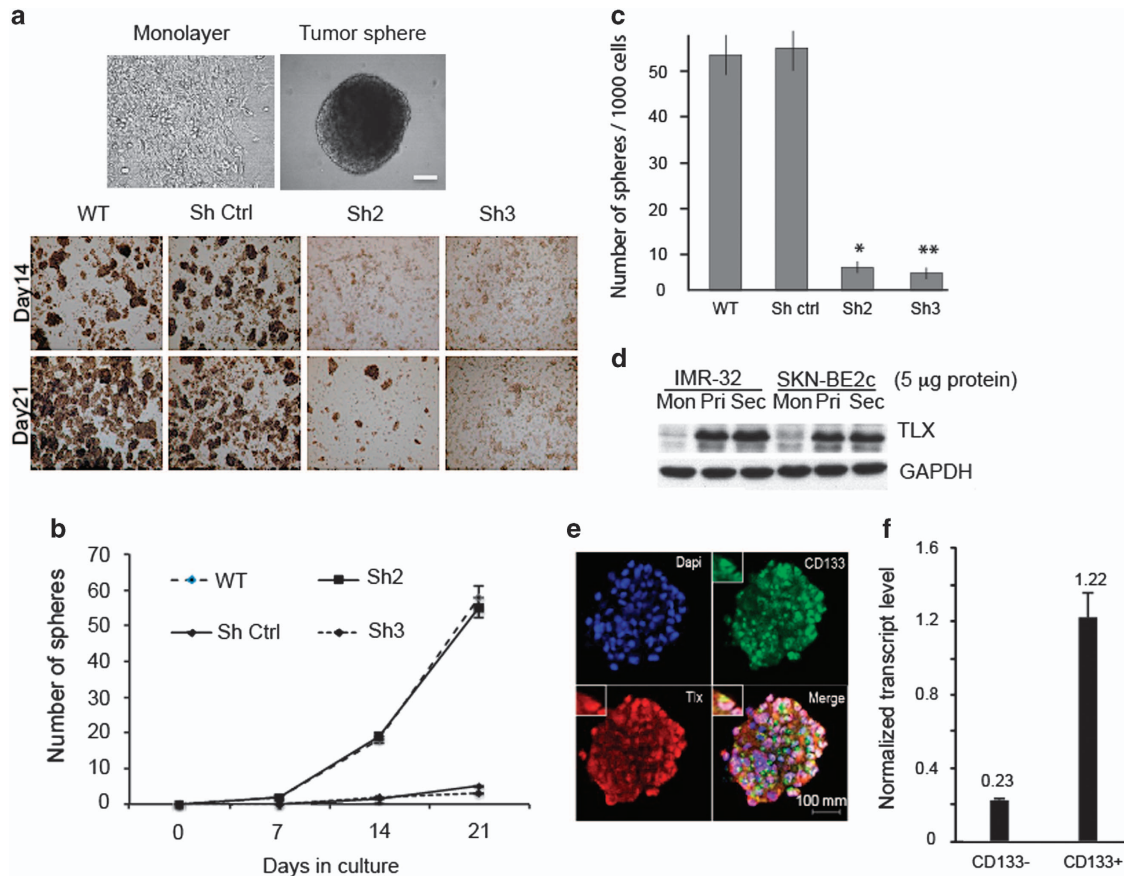 a
Monolayer Tumor sphere
WT Sh Ctrl Sh2 Sh3
Day14
Day21
b
Number of spheres
70
60
50
40
30
20
10
0
WT Sh2
Sh Ctrl Sh3
0 7 14 21
Days in culture
c
Number of spheres / 1000 cells
50
60
50
50
10
0
* **
WT Sh ctrl Sh2 Sh3
d
IMR-32 SKN-BE2c (5 µg protein)
Mon Pri Sec Mon Pri Sec
TLX
GAPDH
e
Dapi CD133
Tlx Merge
100 mm
f
Normalized transcript level
1.6
1.2
0.8
0.4
0
0.23
1.22
CD133- CD133+